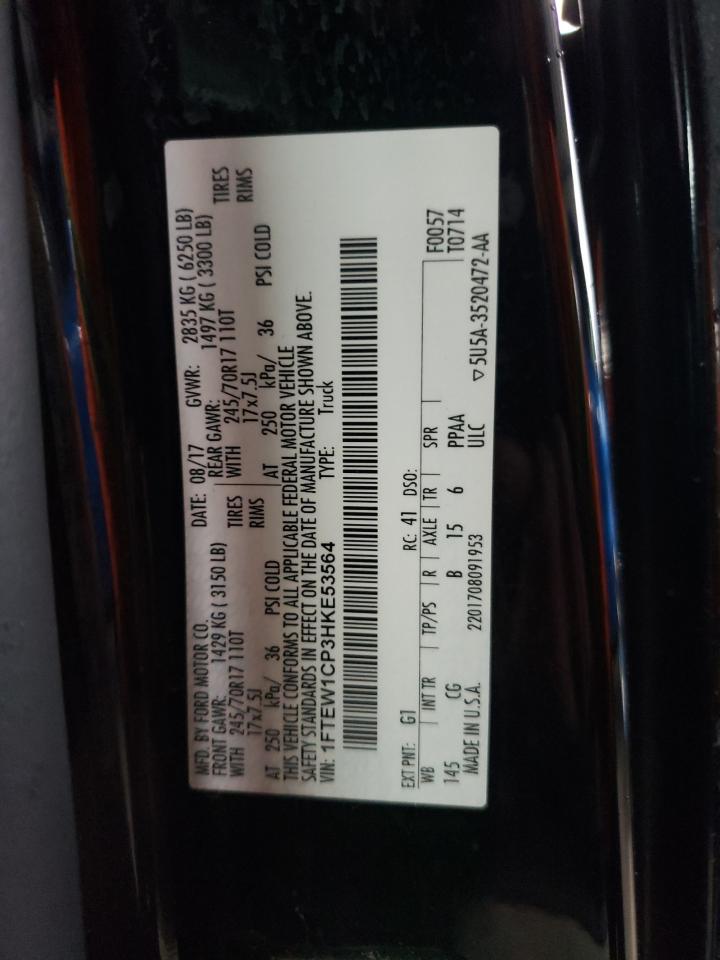 MFD. BY FORD MOTOR CO. DATE: 08/17 GVWR: 2835 KG ( 6250 LB)
FRONT GAWR: 1429 KG ( 3150 LB) REAR GAWR: 1497 KG ( 3300 LB)
WITH 245/70R17 110T TIRES WITH 245/70R17 110T TIRES
17x7.5J RIMS 17x7.5J RIMS
AT 250 kPa/ 36 PSI COLD AT 250 kPa/ 36 PSI COLD
THIS VEHICLE CONFORMS TO ALL APPLICABLE FEDERAL MOTOR VEHICLE
SAFETY STANDARDS IN EFFECT ON THE DATE OF MANUFACTURE SHOWN ABOVE.
VIN: 1FTEW1CP3HKE53564 TYPE: Truck
EXT PNT: G1 RC: 41 DSO: F0057
WB INT TR TP/PS R AXLE TR SPR T0714
145 CG B 15 6 PPAA
MADE IN U.S.A. 2201708091953 ULC ▽5U5A-3520472-AA